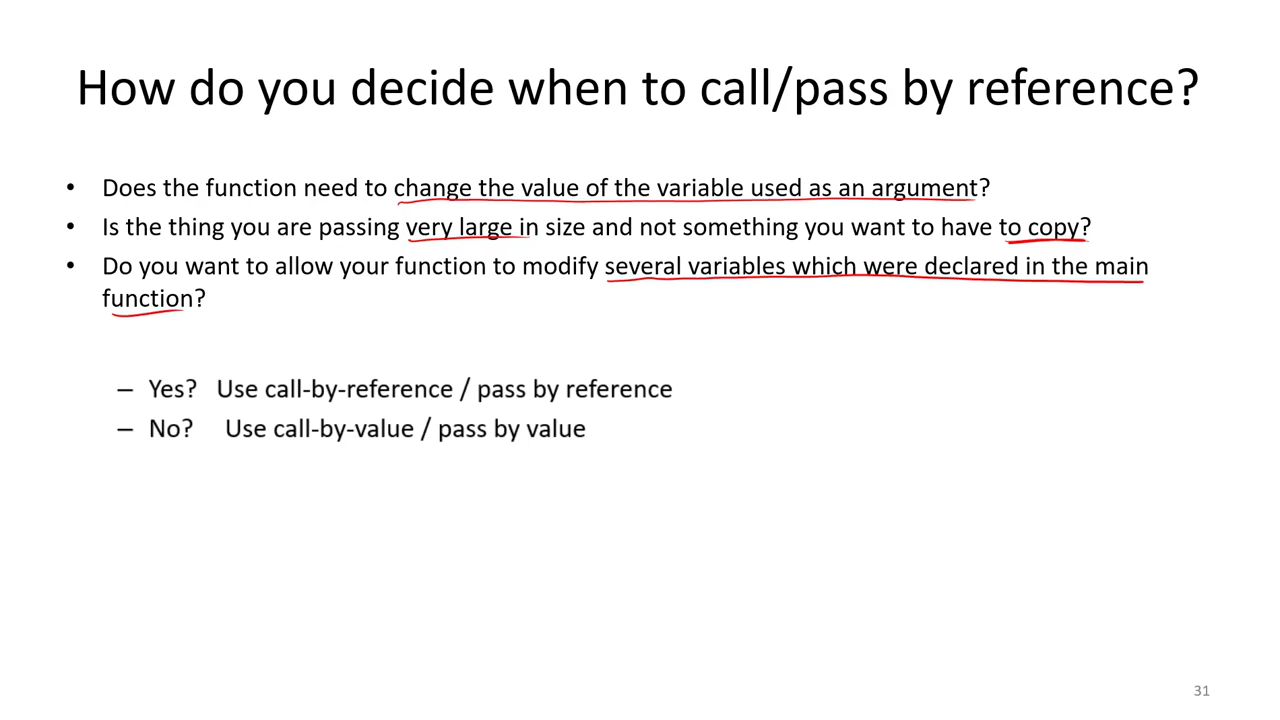 How do you decide when to call/pass by reference?
• Does the function need to change the value of the variable used as an argument?
• Is the thing you are passing very large in size and not something you want to have to copy?
• Do you want to allow your function to modify several variables which were declared in the main
function?
– Yes? Use call-by-reference / pass by reference
– No? Use call-by-value / pass by value
31